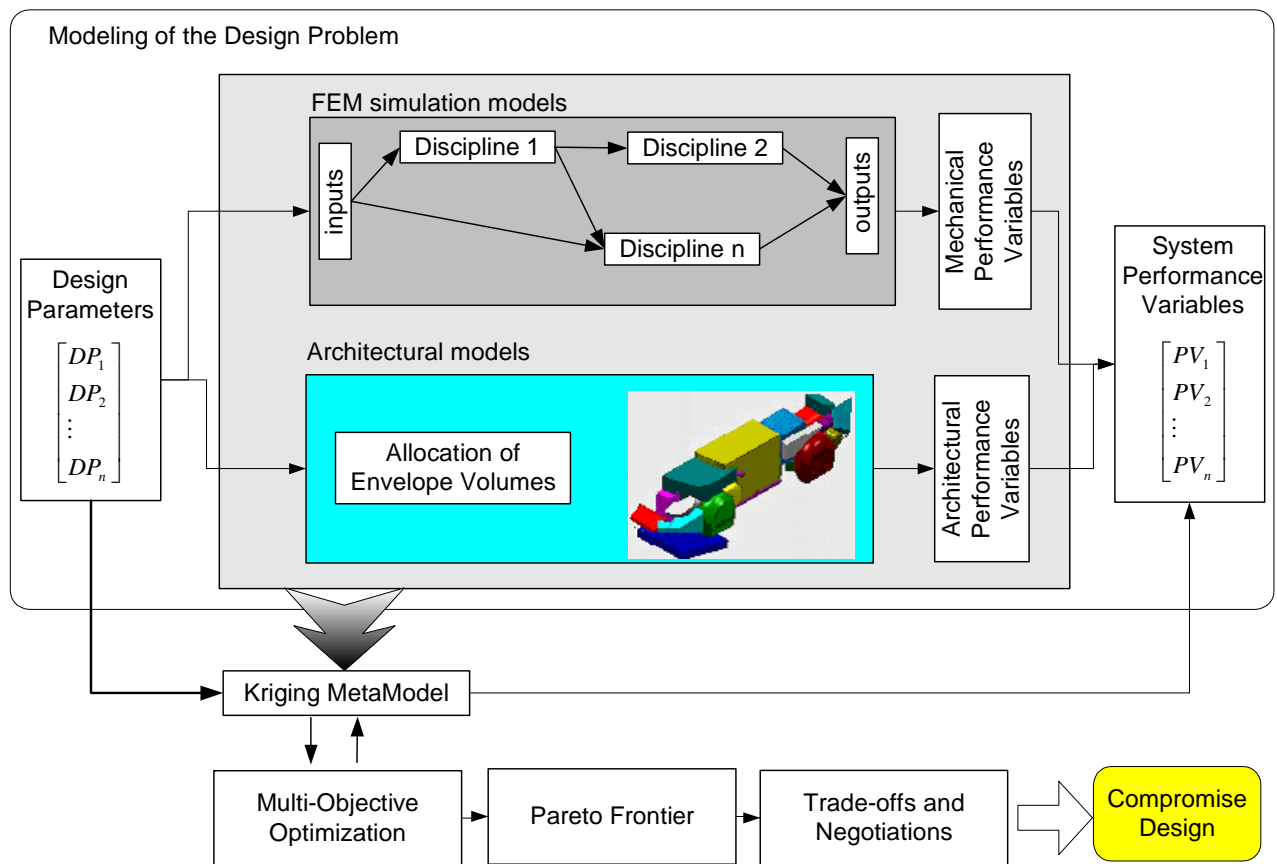 Modeling of the Design Problem
FEM simulation models
inputs
Discipline 1
Discipline 2
Discipline n
outputs
Mechanical
Performance
Variables
Design
Parameters
DP1
DP2
⋮
DPn
System
Performance
Variables
PV1
PV2
⋮
PVn
Architectural models
Allocation of
Envelope Volumes
Architectural
Performance
Variables
Kriging MetaModel
Multi-Objective
Optimization
Pareto Frontier
Trade-offs and
Negotiations
Compromise
Design